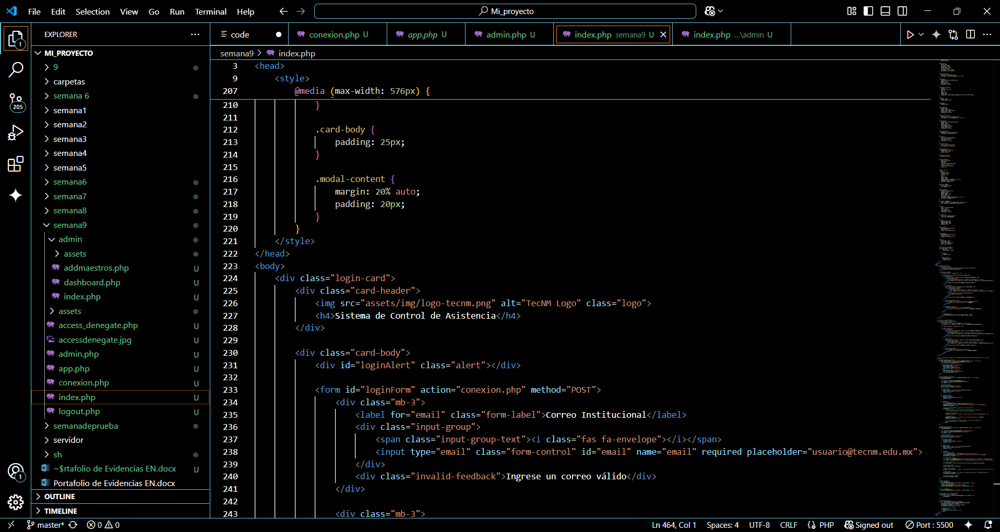 File Edit Selection View Go Run Terminal Help
Mi_proyecto
EXPLORER
MI_PROYECTO
9
carpetas
semana 6
semana1
semana2
semana3
semana4
semana5
semana6
semana7
semana8
semana9
admin
assets
addmaestros.php U
dashboard.php U
index.php U
assets
access_denegate.php U
accessdenegate.jpg U
admin.php U
app.php U
conexion.php U
index.php U
logout.php U
semanadeprueba
servidor
sh
~$rtafolio de Evidencias EN.docx U
Portafolio de Evidencias EN.docx
OUTLINE
TIMELINE
1
205
1
code
conexion.php U
app.php U
admin.php U
index.php semana9 U
index.php ...\admin U
semana9 > index.php
3 <head>
9 <style>
207 @media (max-width: 576px) {
210 }
211
212 .card-body {
213 padding: 25px;
214 }
215
216 .modal-content {
217 margin: 20% auto;
218 padding: 20px;
219 }
220 }
221 </style>
222 </head>
223 <body>
224 <div class="login-card">
225 <div class="card-header">
226 <img src="assets/img/logo-tecnm.png" alt="TecNM Logo" class="logo">
227 <h4>Sistema de Control de Asistencia</h4>
228 </div>
229
230 <div class="card-body">
231 <div id="loginAlert" class="alert"></div>
232
233 <form id="loginForm" action="conexion.php" method="POST">
234 <div class="mb-3">
235 <label for="email" class="form-label">Correo Institucional</label>
236 <div class="input-group">
237 <span class="input-group-text"><i class="fas fa-envelope"></i></span>
238 <input type="email" class="form-control" id="email" name="email" required placeholder="usuario@tecnm.edu.mx">
239 </div>
240 <div class="invalid-feedback">Ingrese un correo válido</div>
241 </div>
242
243 <div class="mb-3">
master* 0 0
Ln 464, Col 1 Spaces: 4 UTF-8 CRLF PHP Signed out Port : 5500